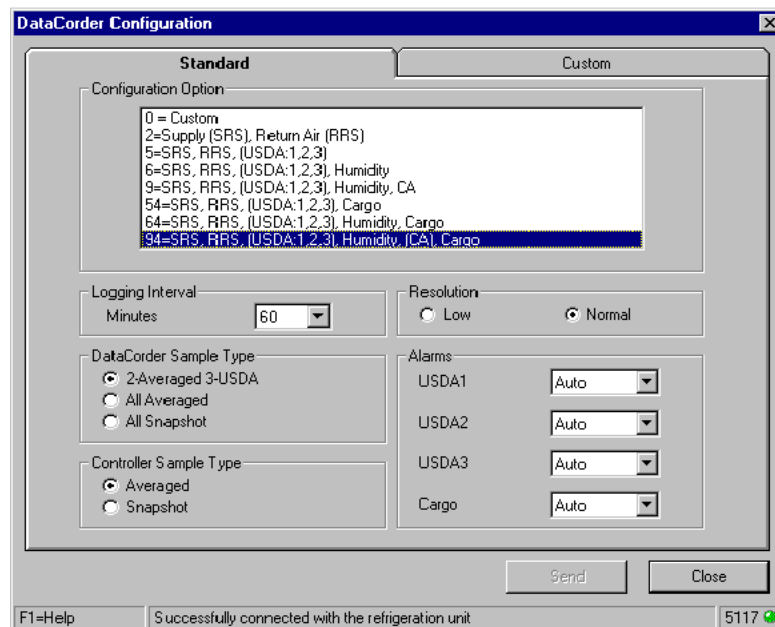 DataCorder Configuration
Standard
Custom
Configuration Option
0 = Custom
2=Supply (SRS), Return Air (RRS)
5=SRS, RRS, (USDA:1,2,3)
6=SRS, RRS, (USDA:1,2,3), Humidity
9=SRS, RRS, (USDA:1,2,3), Humidity, CA
54=SRS, RRS, (USDA:1,2,3), Cargo
64=SRS, RRS, (USDA:1,2,3), Humidity, Cargo
94=SRS, RRS, (USDA:1,2,3), Humidity, (CA), Cargo
Logging Interval
Minutes 60
Resolution
Low Normal
DataCorder Sample Type
2-Averaged 3-USDA
All Averaged
All Snapshot
Controller Sample Type
Averaged
Snapshot
Alarms
USDA1 Auto
USDA2 Auto
USDA3 Auto
Cargo Auto
Send Close
F1=Help Successfully connected with the refrigeration unit 5117